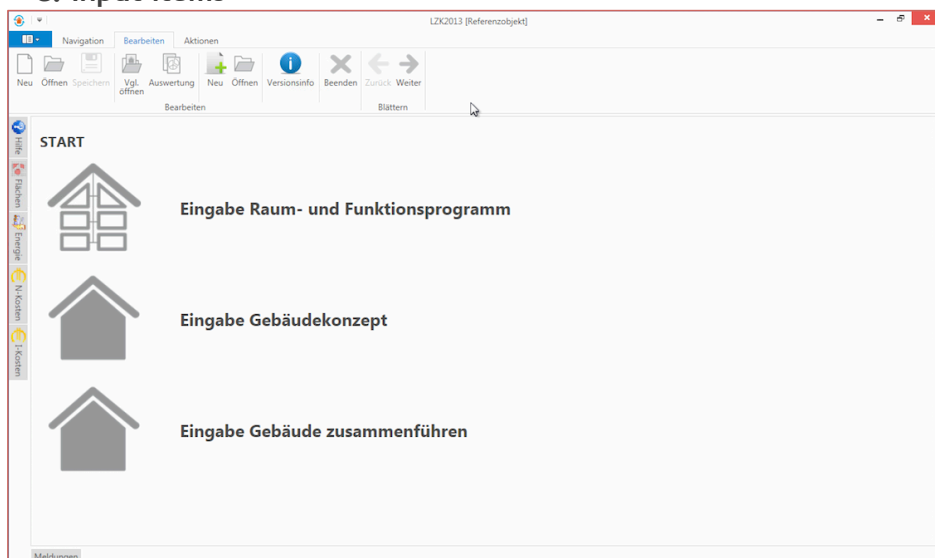 LZK2013 [Referenzobjekt]
Navigation Bearbeiten Aktionen
Neu Öffnen Speichern Vgl. öffnen Auswertung Neu Öffnen Versionsinfo Beenden Zurück Weiter
Bearbeiten Blättern
Hilfe
Flächen
Energie
N-Kosten
I-Kosten
START
Eingabe Raum- und Funktionsprogramm
Eingabe Gebäudekonzept
Eingabe Gebäude zusammenführen
Meldungen